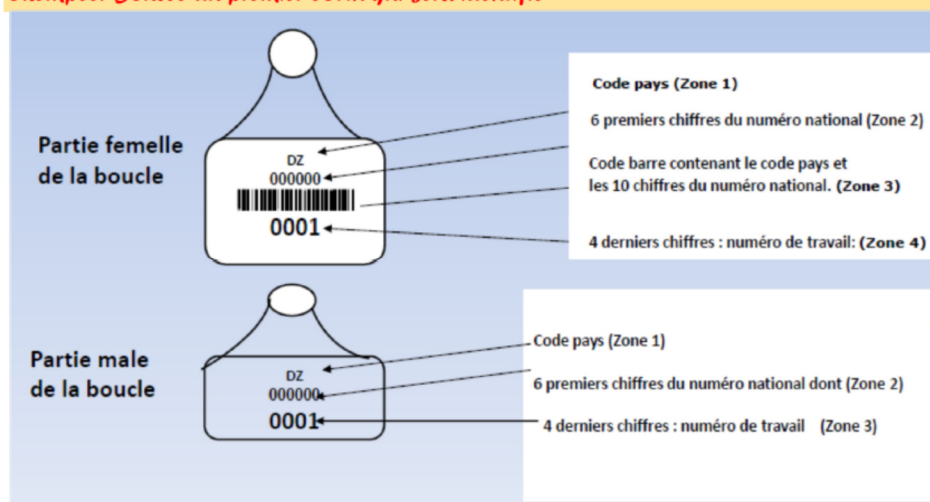 Partie femelle
de la boucle
DZ
000000
0001
Code pays (Zone 1)
6 premiers chiffres du numéro national (Zone 2)
Code barre contenant le code pays et
les 10 chiffres du numéro national. (Zone 3)
4 derniers chiffres : numéro de travail: (Zone 4)
Partie male
de la boucle
DZ
000000
0001
Code pays (Zone 1)
6 premiers chiffres du numéro national dont (Zone 2)
4 derniers chiffres : numéro de travail (Zone 3)